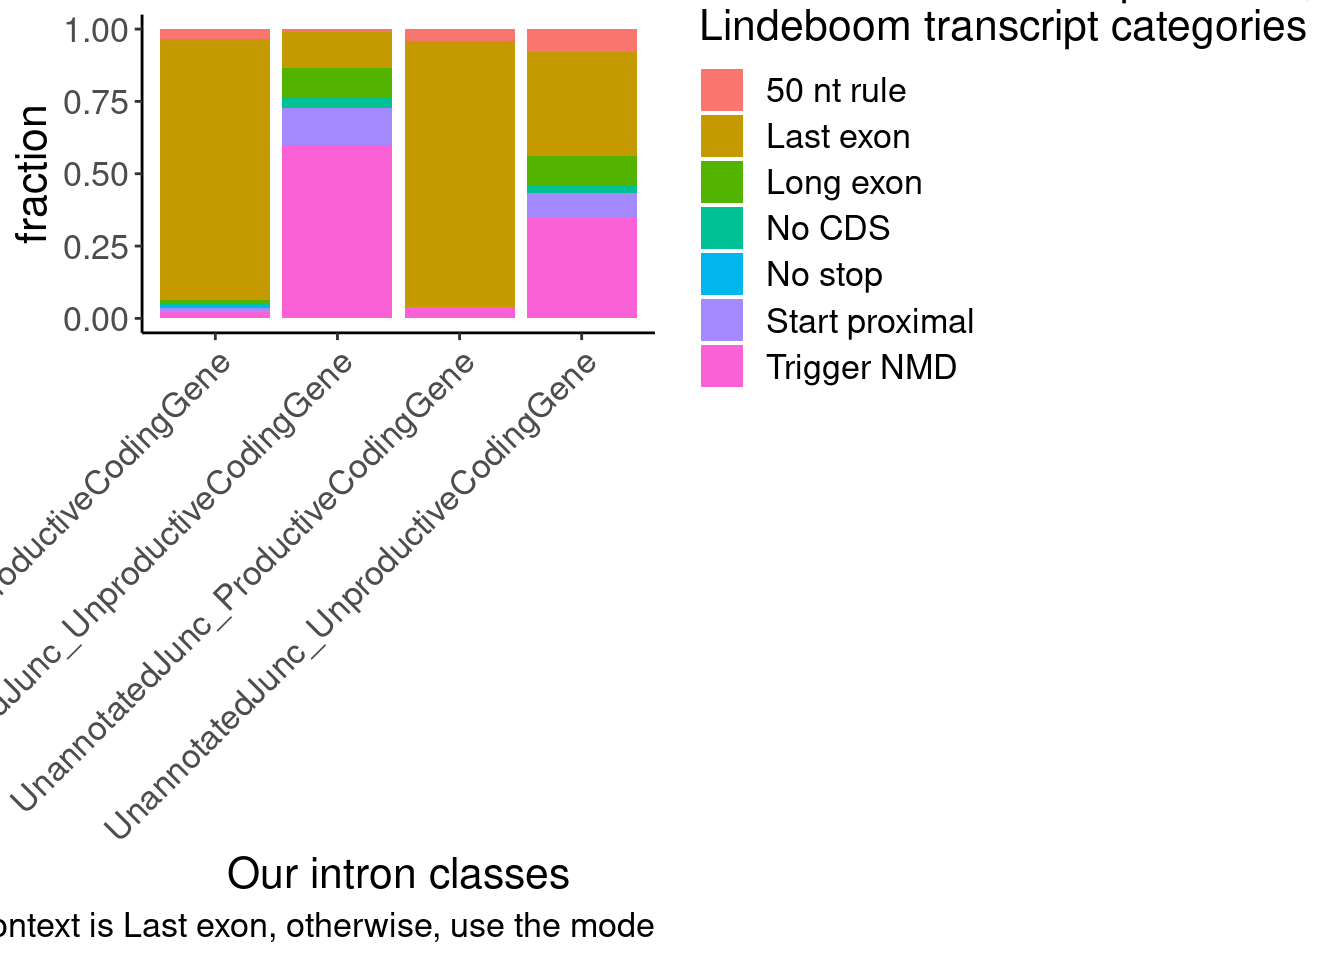 Lindeboom transcript categories
50 nt rule
Last exon
Long exon
No CDS
No stop
Start proximal
Trigger NMD
fraction
1.00
0.75
0.50
0.25
0.00
roductiveCodingGene
dJunc_UnproductiveCodingGene
UnannotatedJunc_ProductiveCodingGene
UnannotatedJunc_UnproductiveCodingGene
Our intron classes
ontext is Last exon, otherwise, use the mode